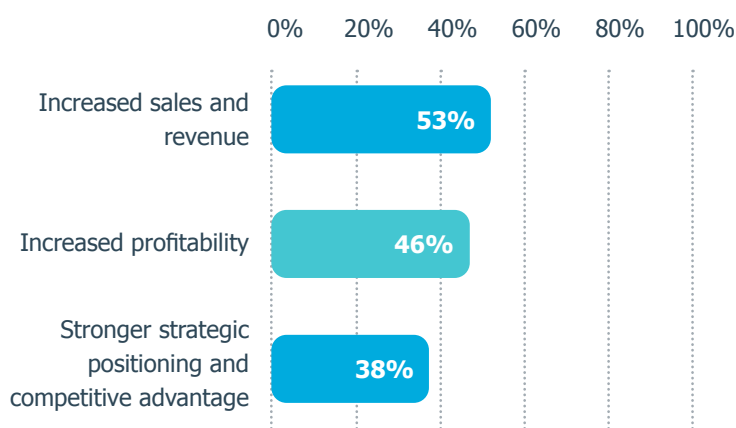 0% 20% 40% 60% 80% 100%
Increased sales and
revenue
53%
Increased profitability
46%
Stronger strategic
positioning and
competitive advantage
38%